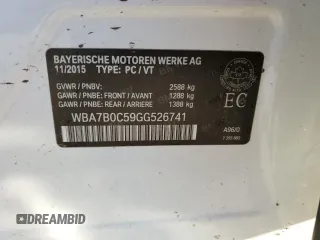 BAYERISCHE MOTOREN WERKE AG
11/2015 TYPE: PC / VT
GVWR / PNBV: 2588 kg
GAWR / PNBE: FRONT / AVANT 1288 kg
GAWR / PNBE: REAR / ARRIERE 1388 kg
EC
WBA7B0C59GG526741
A96/0
DREAMBID